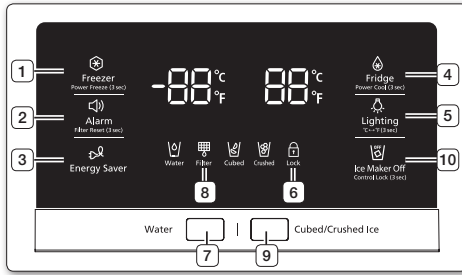 1
Freezer
Power Freeze (3 sec)
2
Alarm
Filter Reset (3 sec)
3
Energy Saver
-88 °C °F
88 °C °F
Water Filter Cubed Crushed Lock
8
6
Fridge
Power Cool (3 sec)
4
Lighting
°C↔°F (3 sec)
5
OFF
Ice Maker Off
Control Lock (3 sec)
10
Water
7
Cubed/Crushed Ice
9